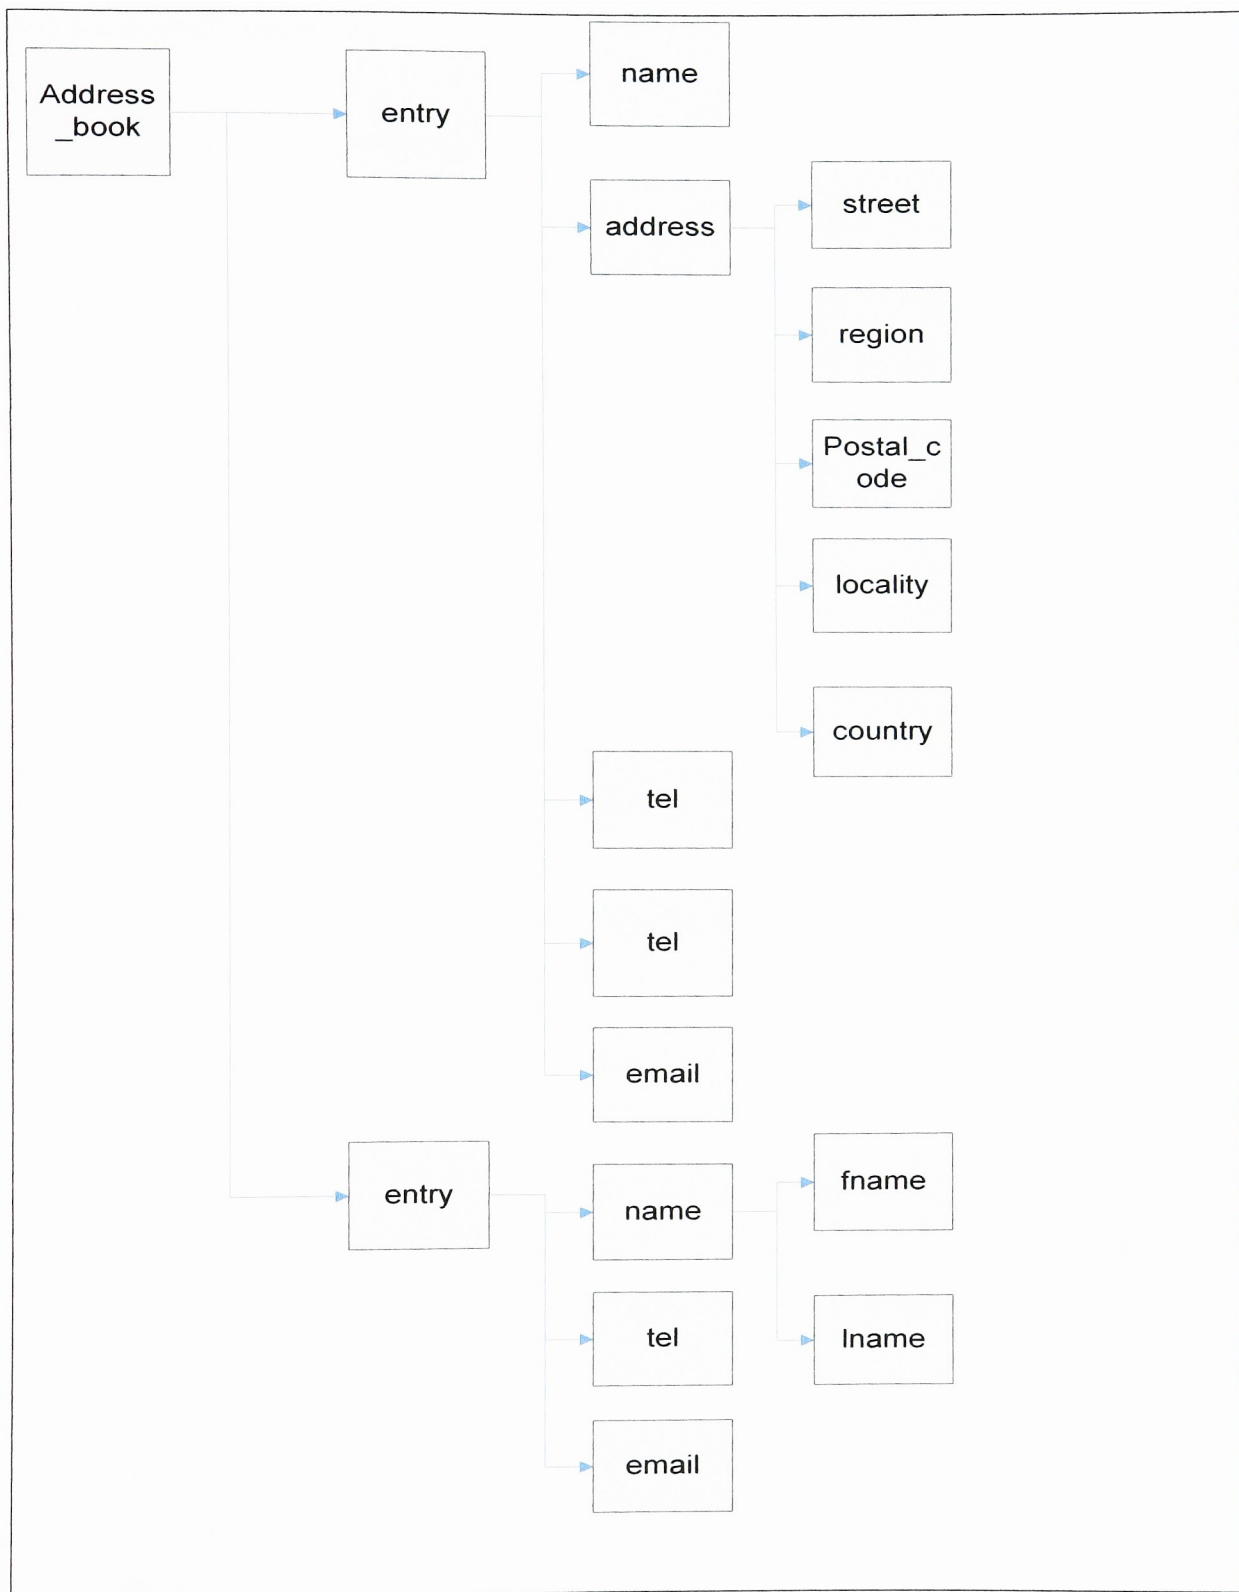 Address
_book
entry
name
address
street
region
Postal_c
ode
locality
country
tel
tel
email
entry
name
fname
lname
tel
email